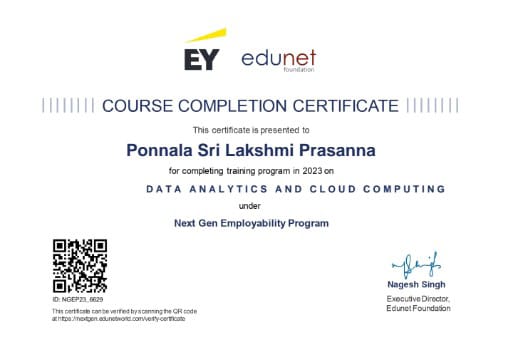 EY edunet
foundation
COURSE COMPLETION CERTIFICATE
This certificate is presented to
Ponnala Sri Lakshmi Prasanna
for completing training program in 2023 on
DATA ANALYTICS AND CLOUD COMPUTING
under
Next Gen Employability Program
ID: NGEP23_6629
This certificate can be verified by scanning the QR code
at https://nextgen.edunetworld.com/verify-certificate
Nagesh Singh
Executive Director,
Edunet Foundation